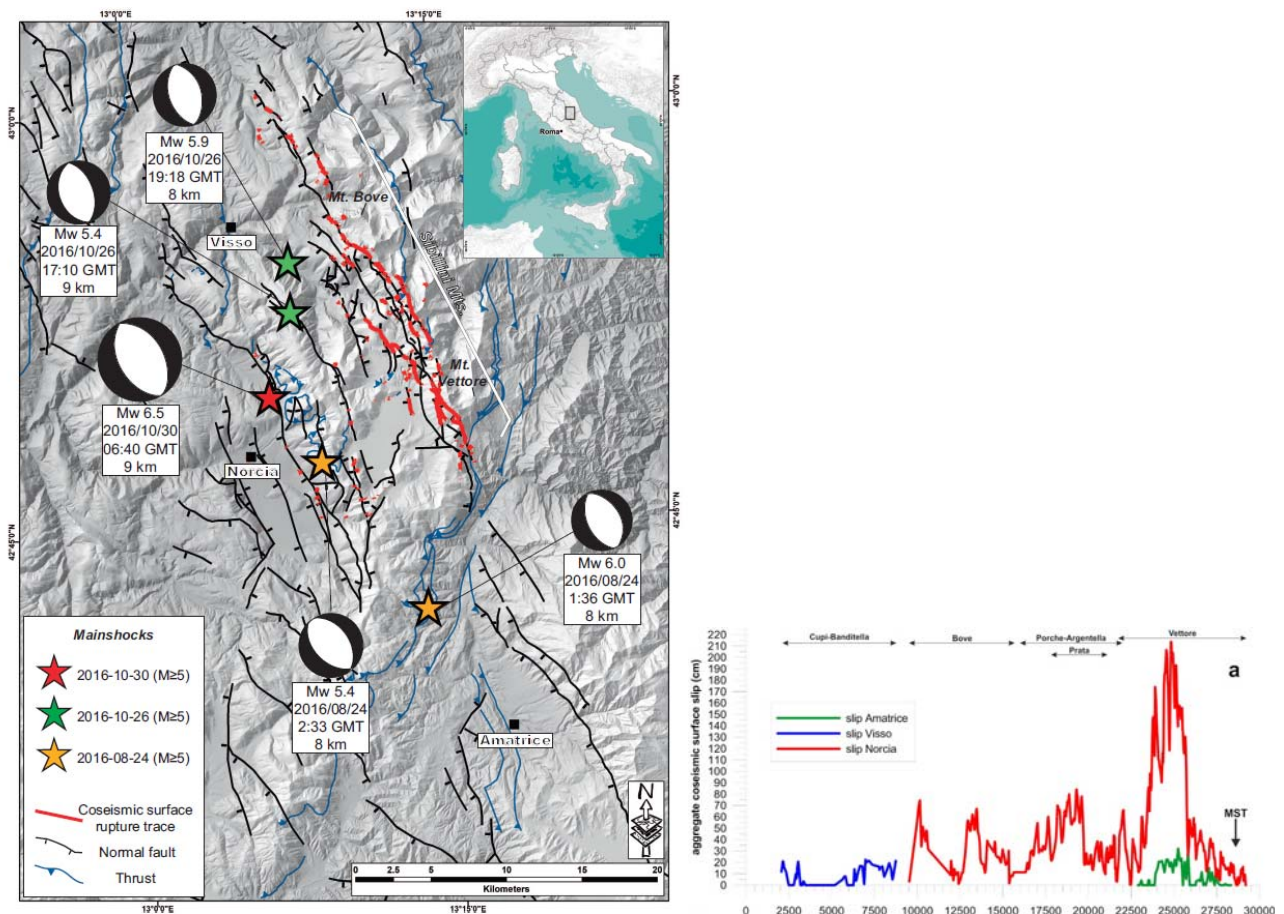 13°0'0"E
13°15'0"E
43°0'0"N
43°0'0"N
Mw 5.9
2016/10/26
19:18 GMT
8 km
Mw 5.4
2016/10/26
17:10 GMT
9 km
Roma
Mt. Bove
Visso
Sibillini Mts.
Mw 6.5
2016/10/30
06:40 GMT
9 km
Mt.
Vettore
Norcia
42°45'0"N
42°45'0"N
Mw 6.0
2016/08/24
1:36 GMT
8 km
Mw 5.4
2016/08/24
2:33 GMT
8 km
Amatrice
Mainshocks
2016-10-30 (M≥5)
2016-10-26 (M≥5)
2016-08-24 (M≥5)
Coseismic surface
rupture trace
Normal fault
Thrust
N
0 2.5 5 10 15 20
Kilometers
13°0'0"E
13°15'0"E
aggregate coseismic surface slip (cm)
220
210
200
190
180
170
160
150
140
130
120
110
100
90
80
70
60
50
40
30
20
10
0
Cupi-Banditella
Bove
Porche-Argentella
Prata
Vettore
a
slip Amatrice
slip Visso
slip Norcia
MST
0 2500 5000 7500 10000 12500 15000 17500 20000 22500 25000 27500 30000